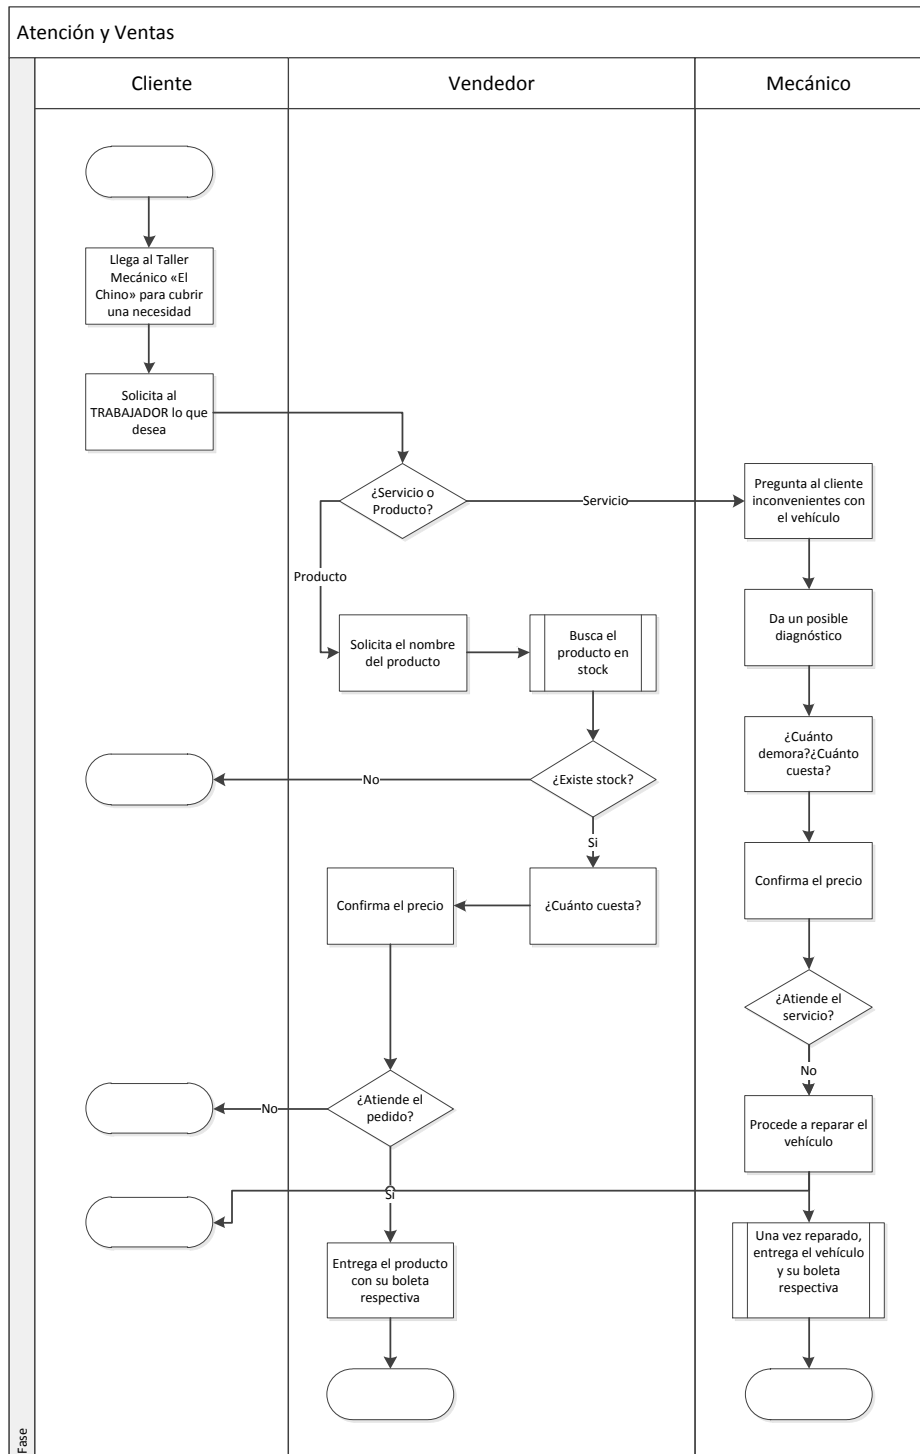 Atención y Ventas
Cliente
Vendedor
Mecánico
Llega al Taller
Mecánico «El
Chino» para cubrir
una necesidad
Solicita al
TRABAJADOR lo que
desea
¿Servicio o
Producto?
Servicio
Pregunta al cliente
inconvenientes con
el vehículo
Producto
Solicita el nombre
del producto
Busca el
producto en
stock
Da un posible
diagnóstico
¿Cuánto
demora?¿Cuánto
cuesta?
¿Existe stock?
No
Si
Confirma el precio
¿Cuánto cuesta?
Confirma el precio
¿Atiende el
servicio?
No
¿Atiende el
pedido?
No
Si
Procede a reparar el
vehículo
Entrega el producto
con su boleta
respectiva
Una vez reparado,
entrega el vehículo
y su boleta
respectiva
Fase